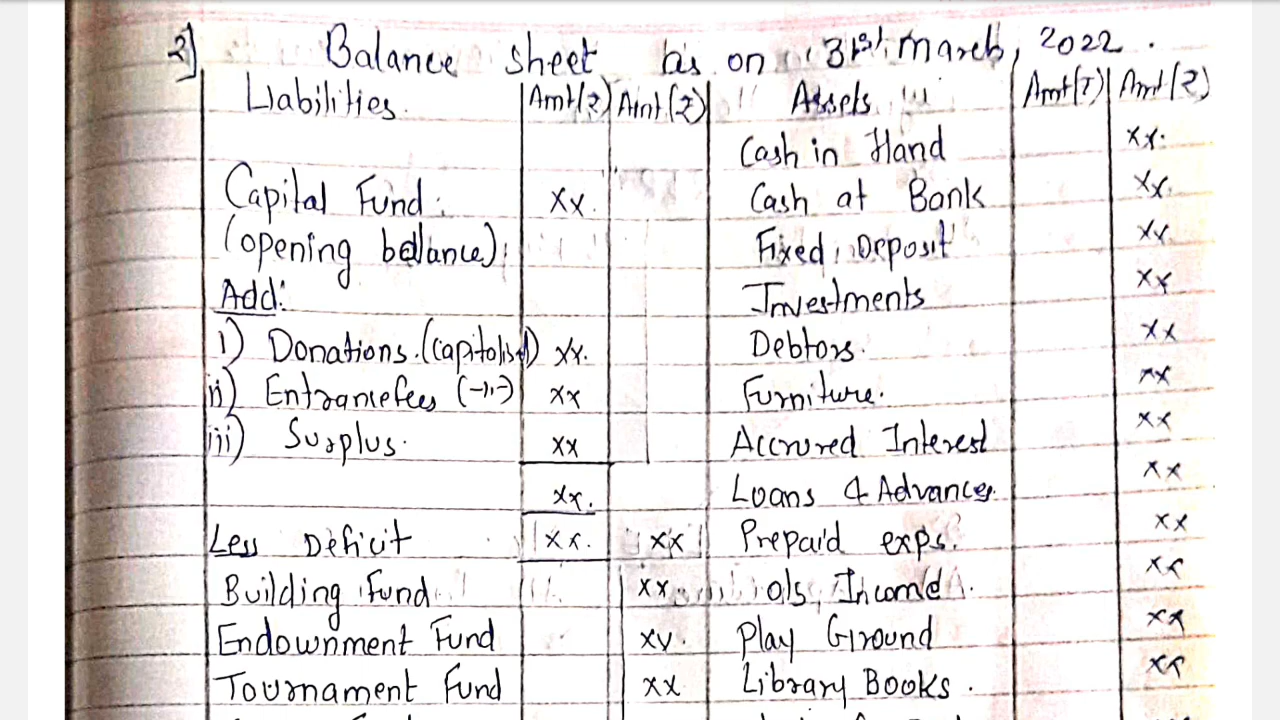 2] Balance sheet as on 31st March, 2022.
Liabilities. Amt(₹) Amt(₹) Assets Amt(₹) Amt(₹)
Cash in Hand xx.
Capital Fund: xx. Cash at Bank xx.
(opening balance) Fixed Deposit xx
Add: Investments xx
i) Donations.(capitalised) xx. Debtors. xx
ii) Entrancefees (-"-) xx Furniture. xx
iii) Surplus. xx Accrured Interest xx
xx. Loans & Advances. xx
Less Deficit xx. xx Prepaid exps. xx
Building Fund xx o/s Income xx
Endownment Fund xx. Play Ground xx
Tournament Fund xx Library Books. xx